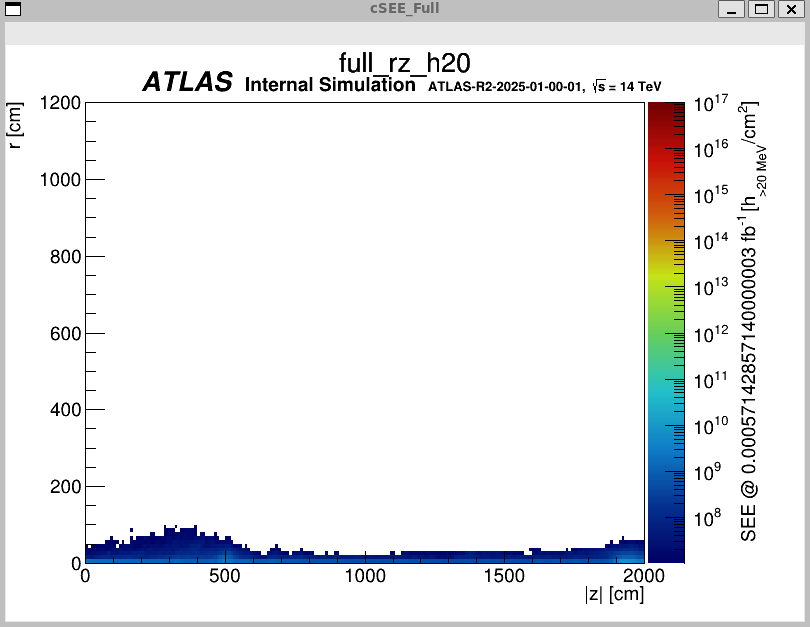 cSEE_Full
full_rz_h20
ATLAS Internal Simulation ATLAS-R2-2025-01-00-01, √s = 14 TeV
r [cm]
1200
1000
800
600
400
200
0
0 500 1000 1500 2000
|z| [cm]
10^17
10^16
10^15
10^14
10^13
10^12
10^11
10^10
10^9
10^8
SEE @ 0.0005714285714000003 fb^-1 [h_>20 MeV/cm^2]